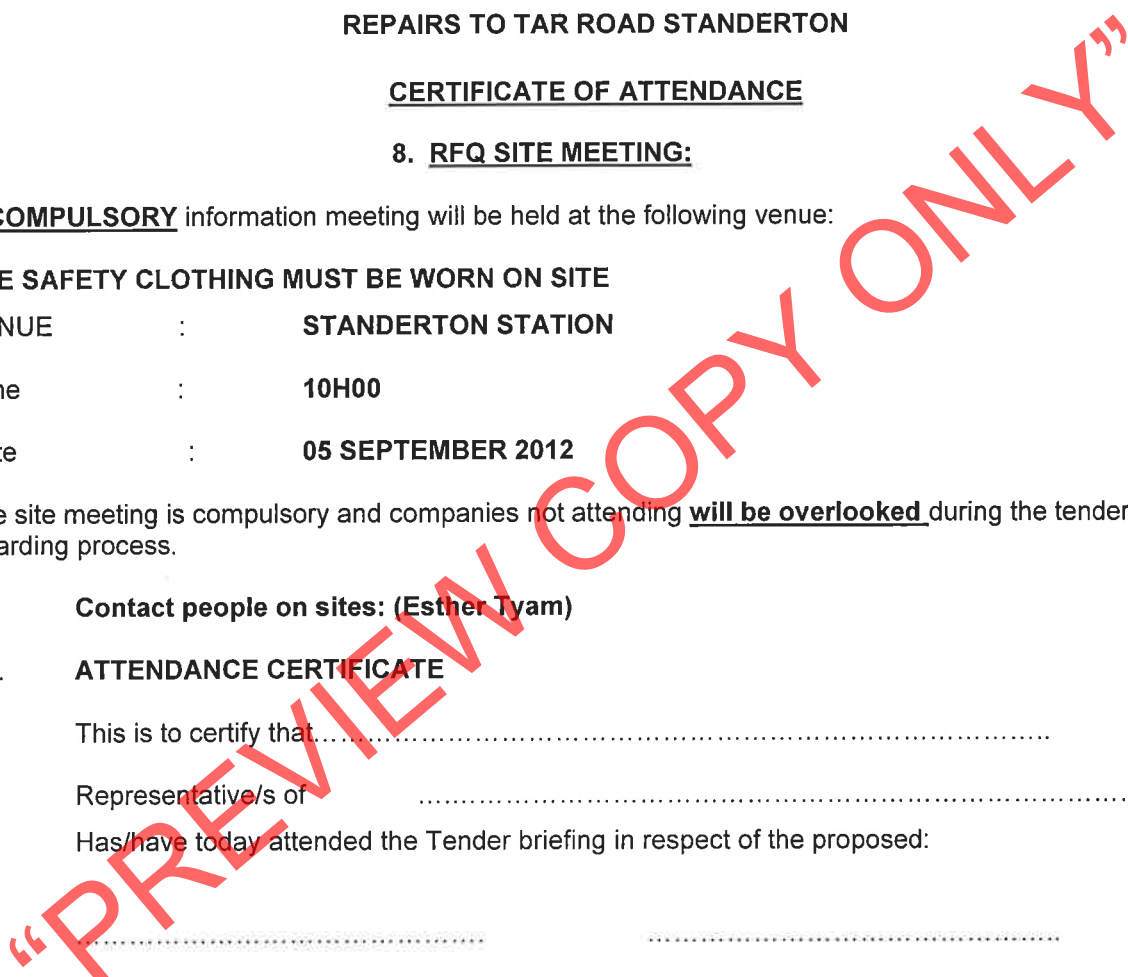 REPAIRS TO TAR ROAD STANDERTON
CERTIFICATE OF ATTENDANCE
8. RFQ SITE MEETING:
COMPULSORY information meeting will be held at the following venue:
E SAFETY CLOTHING MUST BE WORN ON SITE
NUE : STANDERTON STATION
ne : 10H00
te : 05 SEPTEMBER 2012
e site meeting is compulsory and companies not attending will be overlooked during the tender
arding process.
Contact people on sites: (Esther Tyam)
. ATTENDANCE CERTIFICATE
This is to certify that……………………………………………………………………..
Representative/s of ……………………………………………………………………
Has/have today attended the Tender briefing in respect of the proposed:
…………………………………… ……………………………………
“PREVIEW COPY ONLY”